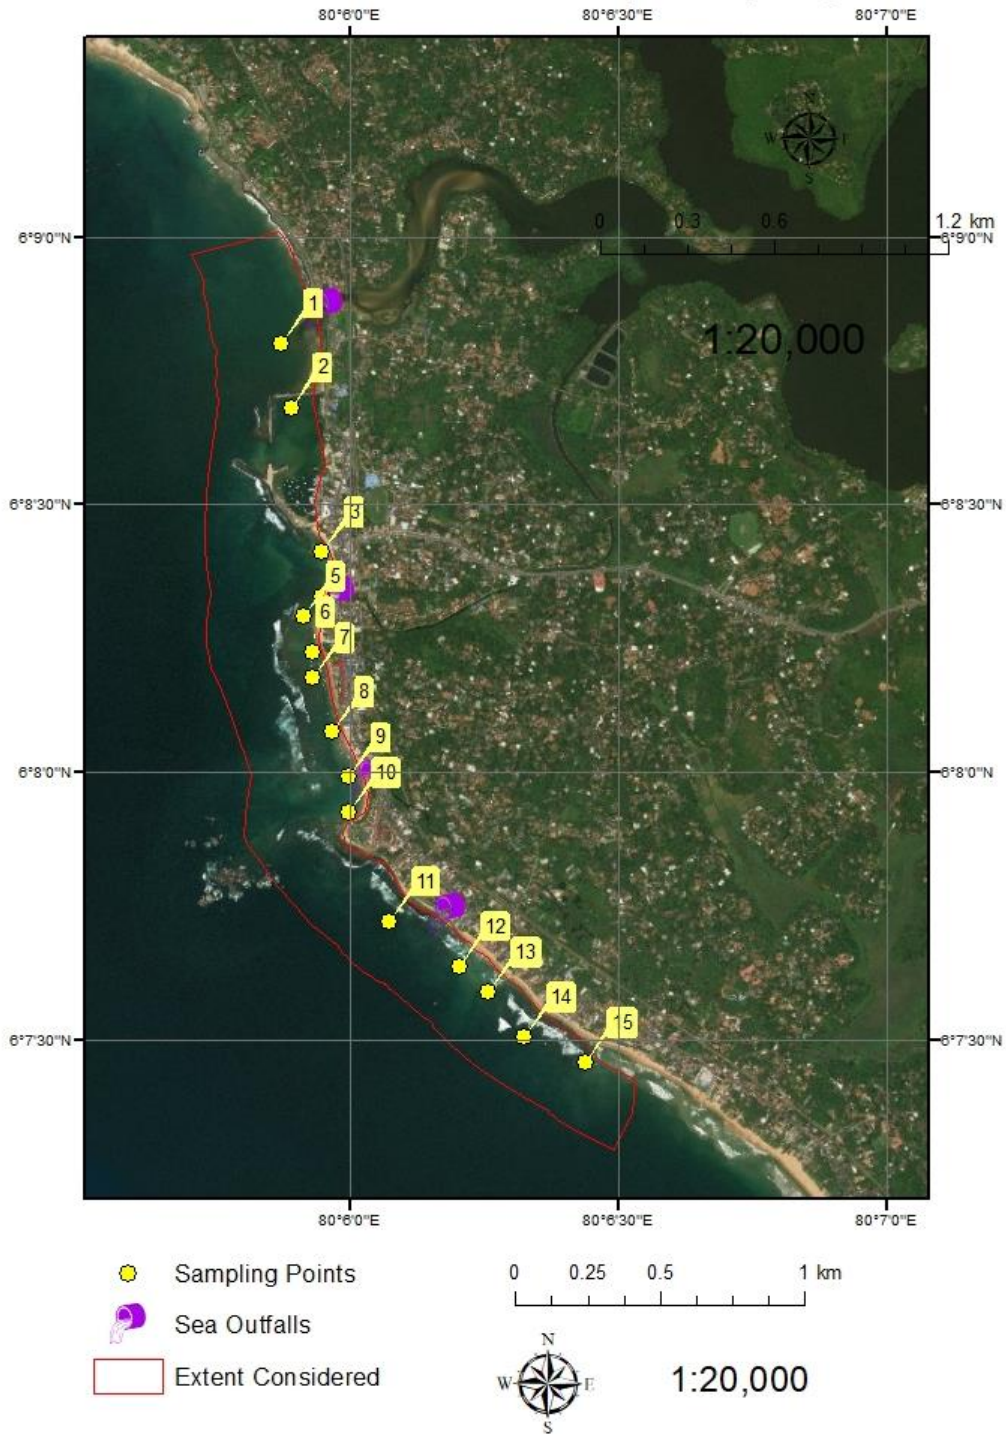 80°6'0"E 80°6'30"E 80°7'0"E
N
W E
S
0 0.3 0.6 1.2 km
6°9'0"N 6°9'0"N
1
1:20,000
2
6°8'30"N 6°8'30"N
3
5
6
7
8
9
6°8'0"N 10 6°8'0"N
11
12
13
14
15
6°7'30"N 6°7'30"N
80°6'0"E 80°6'30"E 80°7'0"E
Sampling Points
0 0.25 0.5 1 km
Sea Outfalls
N
W E
S
Extent Considered
1:20,000